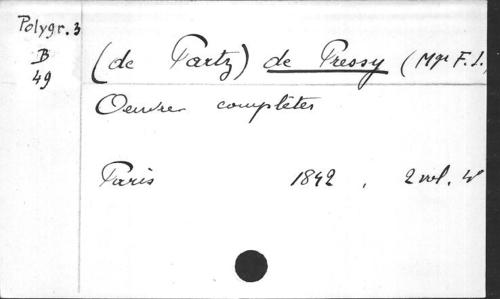 Polygr. 3
B
49
(de Partz) de Pressy (Mgr F. J.
Oeuvres complètes
Paris 1842, 2 vol. 4°